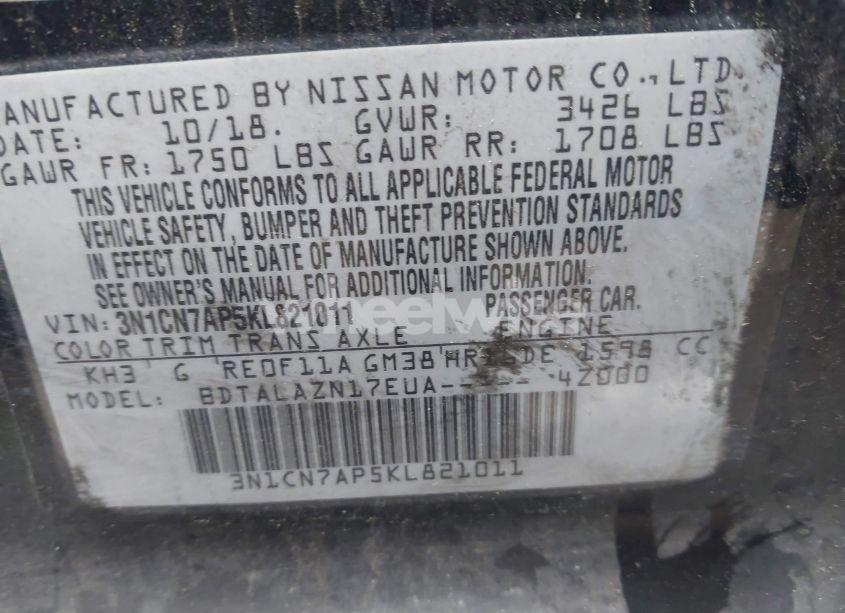 MANUFACTURED BY NISSAN MOTOR CO., LTD.
DATE: 10/18. GVWR: 3426 LBS
GAWR FR: 1750 LBS GAWR RR: 1708 LBS
THIS VEHICLE CONFORMS TO ALL APPLICABLE FEDERAL MOTOR
VEHICLE SAFETY, BUMPER AND THEFT PREVENTION STANDARDS
IN EFFECT ON THE DATE OF MANUFACTURE SHOWN ABOVE.
SEE OWNER'S MANUAL FOR ADDITIONAL INFORMATION.
VIN: 3N1CN7AP5KL821011 PASSENGER CAR.
COLOR TRIM TRANS AXLE ENGINE
KH3 G RE0F11A GM38 HR16DE 1598 CC
MODEL: BDTALAZN17EUA----- 4Z000
3N1CN7AP5KL821011